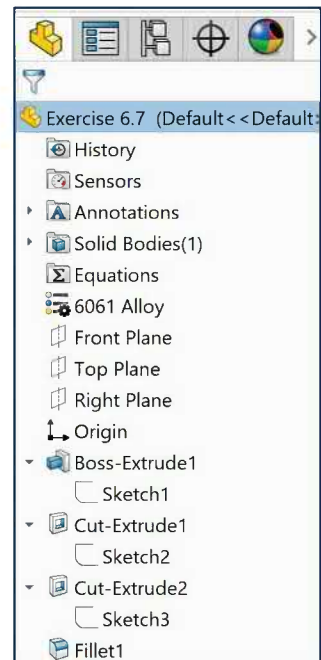 Exercise 6.7 (Default<<Default
History
Sensors
Annotations
Solid Bodies(1)
Equations
6061 Alloy
Front Plane
Top Plane
Right Plane
Origin
Boss-Extrude1
Sketch1
Cut-Extrude1
Sketch2
Cut-Extrude2
Sketch3
Fillet1